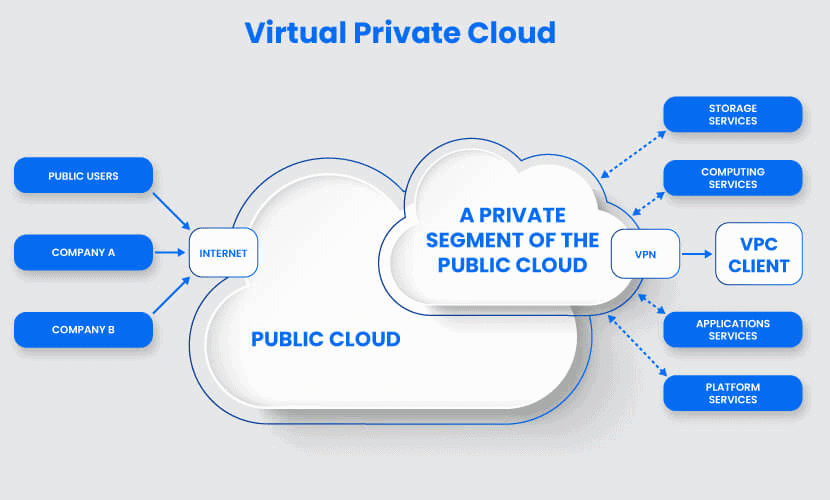 Virtual Private Cloud
PUBLIC USERS
COMPANY A
COMPANY B
INTERNET
PUBLIC CLOUD
A PRIVATE
SEGMENT OF THE
PUBLIC CLOUD
VPN
STORAGE
SERVICES
COMPUTING
SERVICES
VPC
CLIENT
APPLICATIONS
SERVICES
PLATFORM
SERVICES